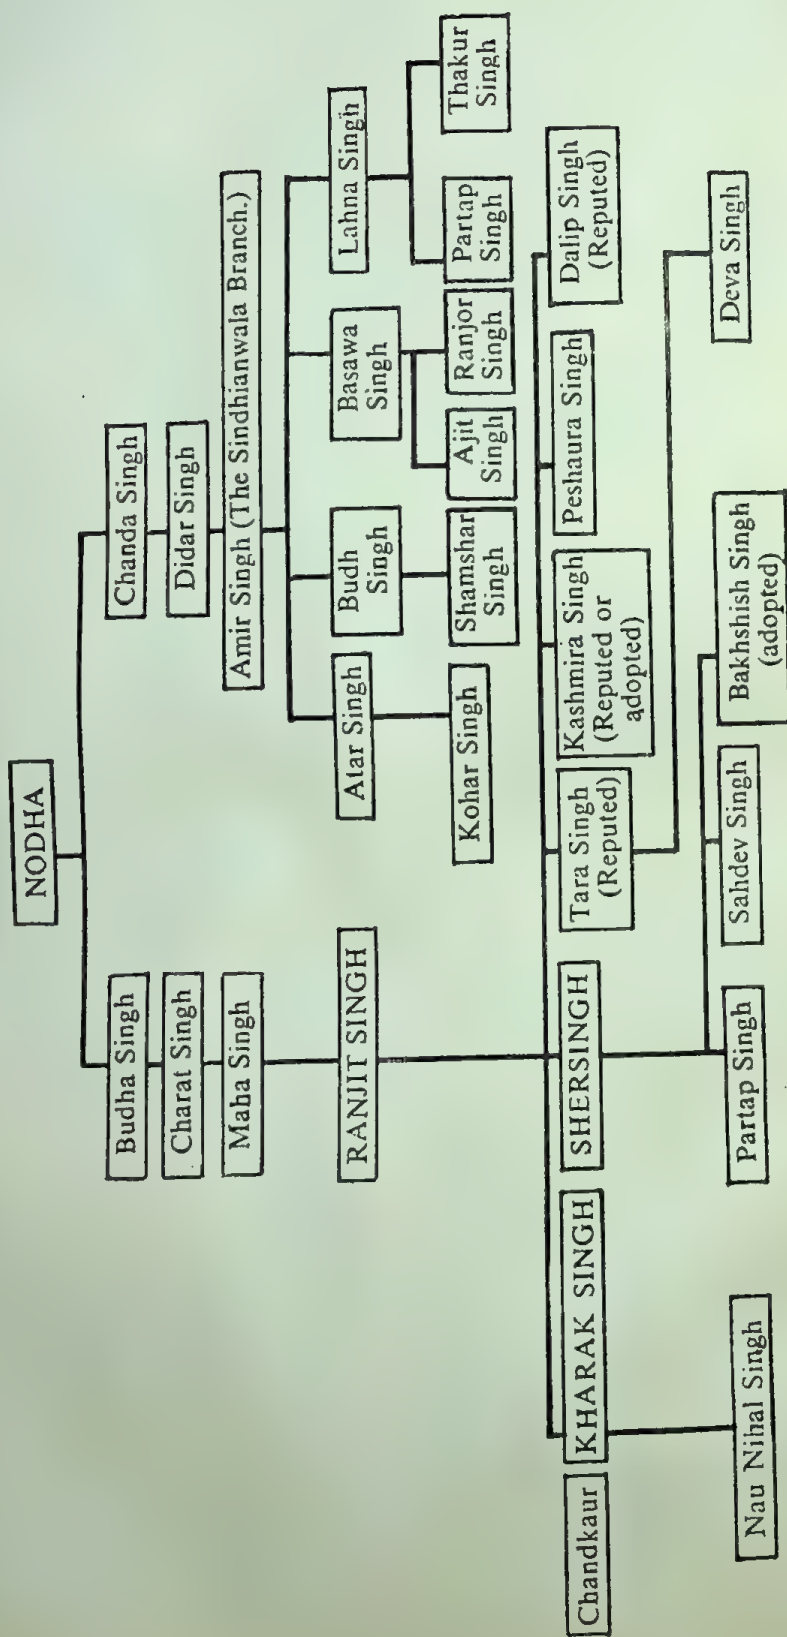 NODHA
Budha Singh
Chanda Singh
Charat Singh
Didar Singh
Maha Singh
Amir Singh (The Sindhianwala Branch.)
RANJIT SINGH
Atar Singh
Budh
Singh
Basawa
Singh
Lahna Singh
Kohar Singh
Shamshar
Singh
Ajit
Singh
Ranjor
Singh
Partap
Singh
Thakur
Singh
Chandkaur
KHARAK SINGH
SHERSINGH
Tara Singh
(Reputed)
Kashmira Singh
(Reputed or
adopted)
Peshaura Singh
Dalip Singh
(Reputed)
Nau Nihal Singh
Partap Singh
Sahdev Singh
Bakhshish Singh
(adopted)
Deva Singh